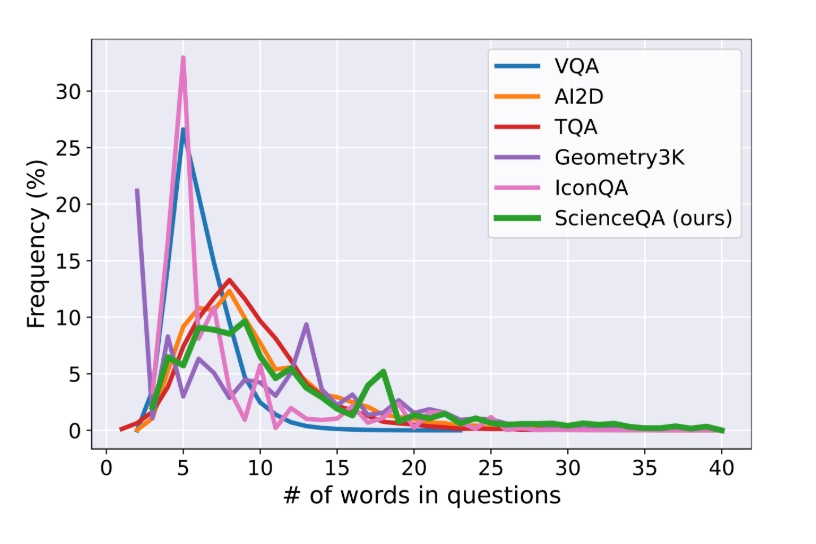 VQA
AI2D
TQA
Geometry3K
IconQA
ScienceQA (ours)
Frequency (%)
30
25
20
15
10
5
0
0 5 10 15 20 25 30 35 40
# of words in questions